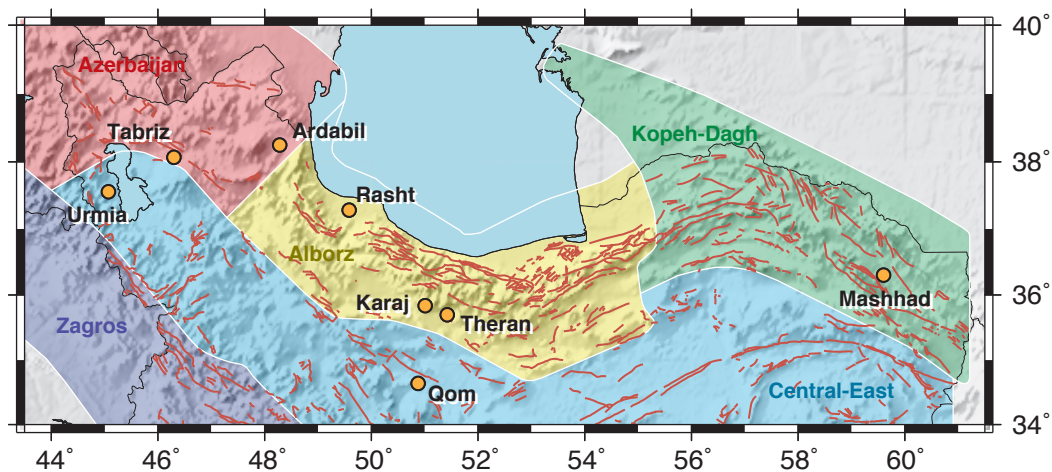 40°
Azerbaijan
Tabriz
Ardabil
Kopeh-Dagh
38°
Urmia
Rasht
Alborz
Mashhad
36°
Karaj
Theran
Zagros
Qom
Central-East
34°
44° 46° 48° 50° 52° 54° 56° 58° 60°